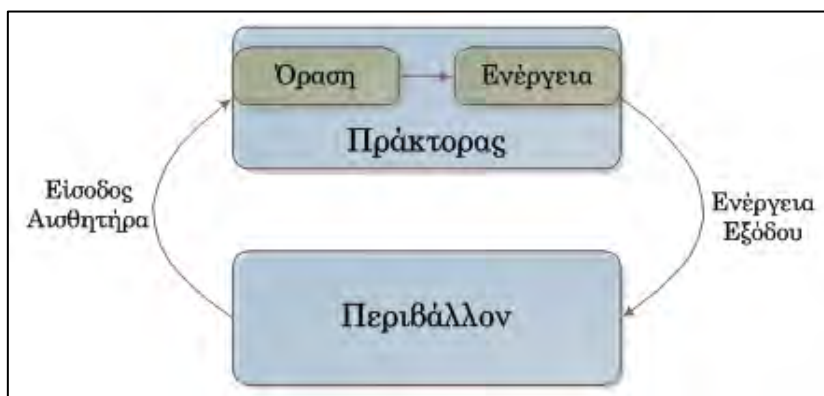 Όραση
Ενέργεια
Πράκτορας
Είσοδος
Αισθητήρα
Ενέργεια
Εξόδου
Περιβάλλον